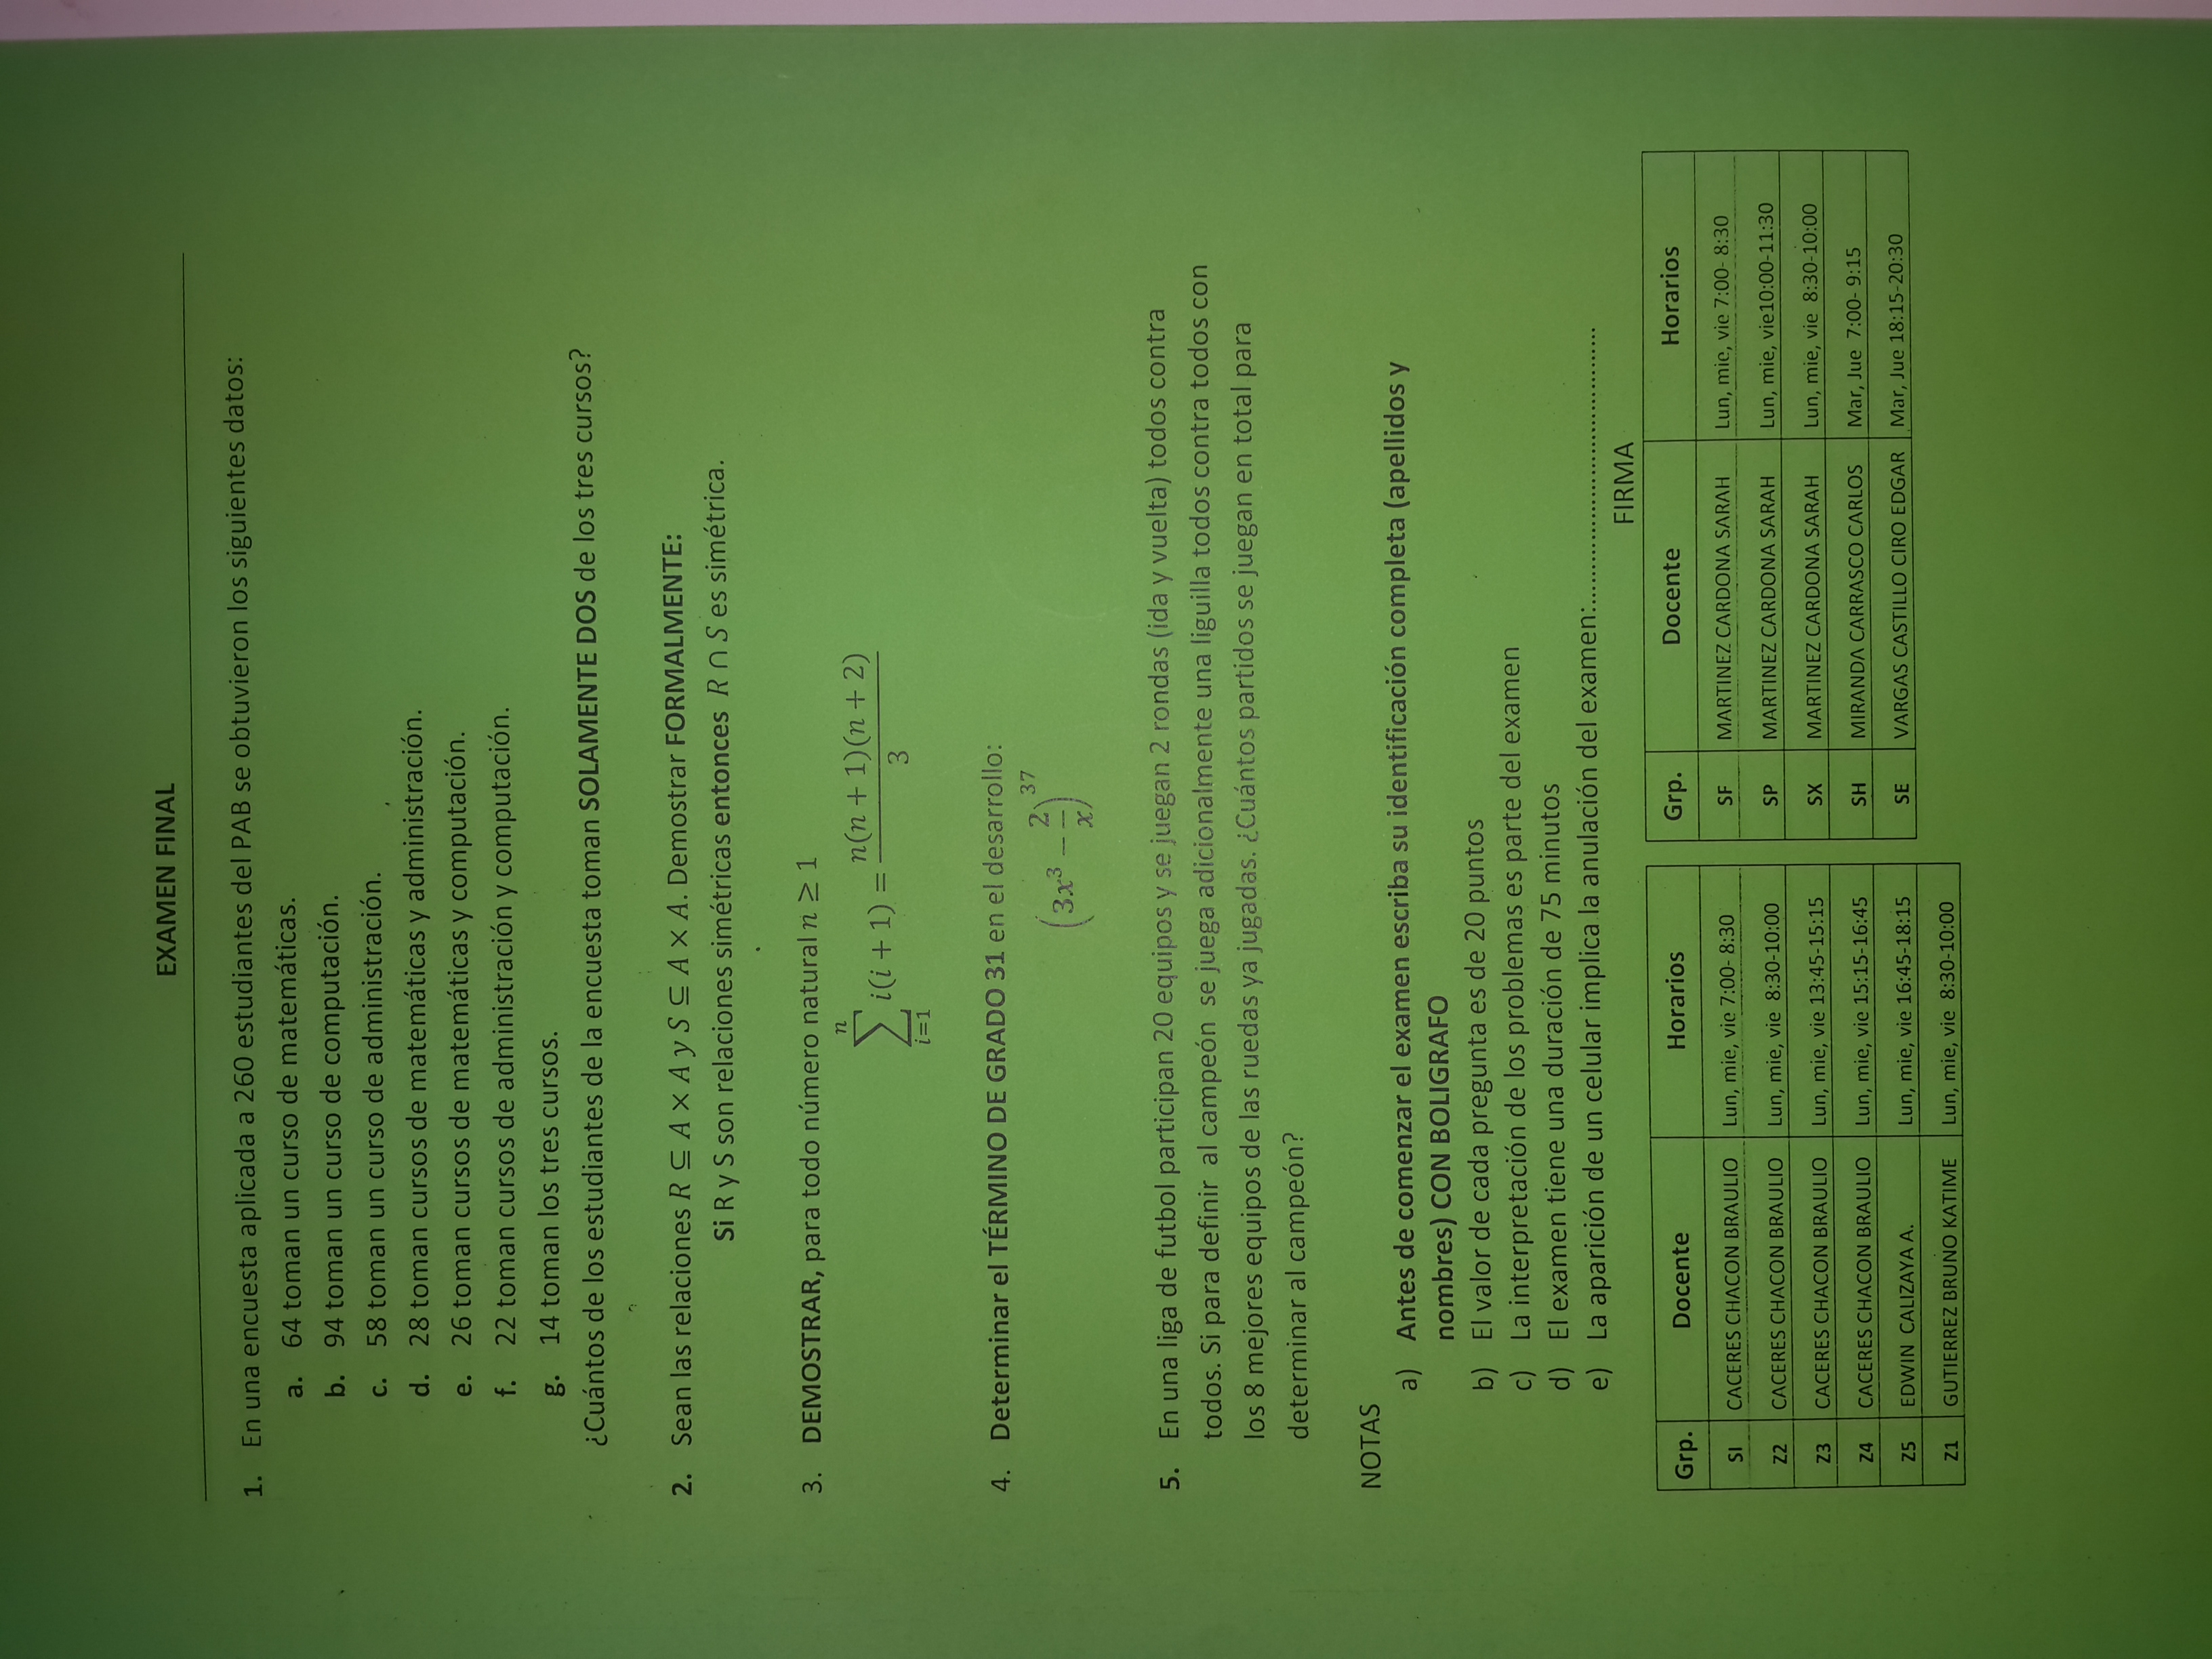 EXAMEN FINAL
1. En una encuesta aplicada a 260 estudiantes del PAB se obtuvieron los siguientes datos:
a. 64 toman un curso de matemáticas.
b. 94 toman un curso de computación.
c. 58 toman un curso de administración.
d. 28 toman cursos de matemáticas y administración.
e. 26 toman cursos de matemáticas y computación.
f. 22 toman cursos de administración y computación.
g. 14 toman los tres cursos.
¿Cuántos de los estudiantes de la encuesta toman SOLAMENTE DOS de los tres cursos?
2. Sean las relaciones R ⊆ A × A y S ⊆ A × A. Demostrar FORMALMENTE:
Si R y S son relaciones simétricas entonces R ∩ S es simétrica.
3. DEMOSTRAR, para todo número natural n ≥ 1
∑_{i=1}^{n} i(i + 1) = n(n + 1)(n + 2) / 3
4. Determinar el TÉRMINO DE GRADO 31 en el desarrollo:
(3x³ − 2/x)³⁷
5. En una liga de futbol participan 20 equipos y se juegan 2 rondas (ida y vuelta) todos contra
todos. Si para definir al campeón se juega adicionalmente una liguilla todos contra todos con
los 8 mejores equipos de las ruedas ya jugadas. ¿Cuántos partidos se juegan en total para
determinar al campeón?
NOTAS
a) Antes de comenzar el examen escriba su identificación completa (apellidos y
nombres) CON BOLIGRAFO
b) El valor de cada pregunta es de 20 puntos
c) La interpretación de los problemas es parte del examen
d) El examen tiene una duración de 75 minutos
e) La aparición de un celular implica la anulación del examen:.......................................
FIRMA
Grp. Docente Horarios
SI CACERES CHACON BRAULIO Lun, mie, vie 7:00- 8:30
Z2 CACERES CHACON BRAULIO Lun, mie, vie 8:30-10:00
Z3 CACERES CHACON BRAULIO Lun, mie, vie 13:45-15:15
Z4 CACERES CHACON BRAULIO Lun, mie, vie 15:15-16:45
Z5 EDWIN CALIZAYA A. Lun, mie, vie 16:45-18:15
Z1 GUTIERREZ BRUNO KATIME Lun, mie, vie 8:30-10:00
Grp. Docente Horarios
SF MARTINEZ CARDONA SARAH Lun, mie, vie 7:00- 8:30
SP MARTINEZ CARDONA SARAH Lun, mie, vie10:00-11:30
SX MARTINEZ CARDONA SARAH Lun, mie, vie 8:30-10:00
SH MIRANDA CARRASCO CARLOS Mar, Jue 7:00- 9:15
SE VARGAS CASTILLO CIRO EDGAR Mar, Jue 18:15-20:30